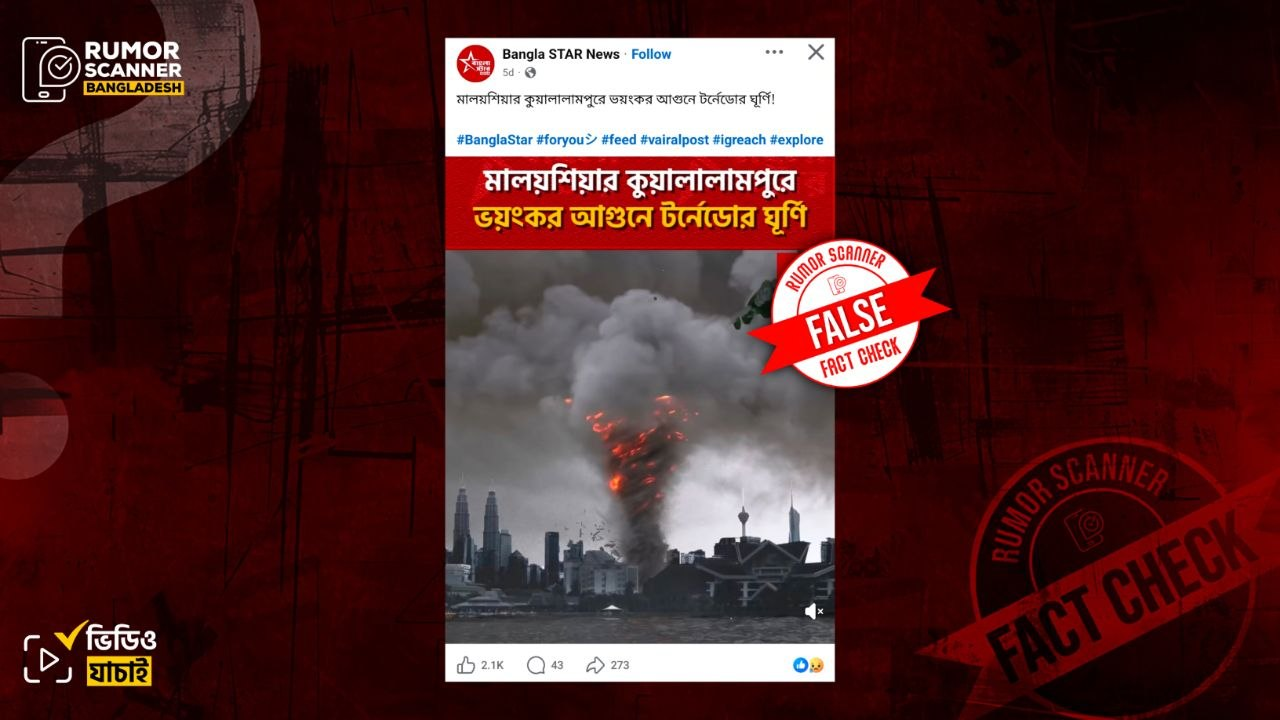 RUMOR
SCANNER
BANGLADESH
Bangla STAR News · Follow
5d ·
মালয়শিয়ার কুয়ালালামপুরে ভয়ংকর আগুনে টর্নেডোর ঘূর্ণি!
#BanglaStar #foryouシ #feed #vairalpost #igreach #explore
মালয়শিয়ার কুয়ালালামপুরে
ভয়ংকর আগুনে টর্নেডোর ঘূর্ণি
RUMOR SCANNER
FALSE
FACT CHECK
RUMOR SCANNER
FACT CHECK
ভিডিও
যাচাই
2.1K 43 273